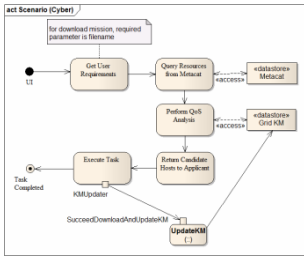 act Scenario (Cyber)
for download mission, required
parameter is filename
Get User
Requirements
Query Resources
from Metacat
«datastore»
Metacat
«access»
UI
Perform QoS
Analysis
«datastore»
Grid KM
«access»
Execute Task
Return Candidate
Hosts to Applicant
Task
Completed
KMUpdater
SucceedDownloadAndUpdateKM
UpdateKM
(:.)